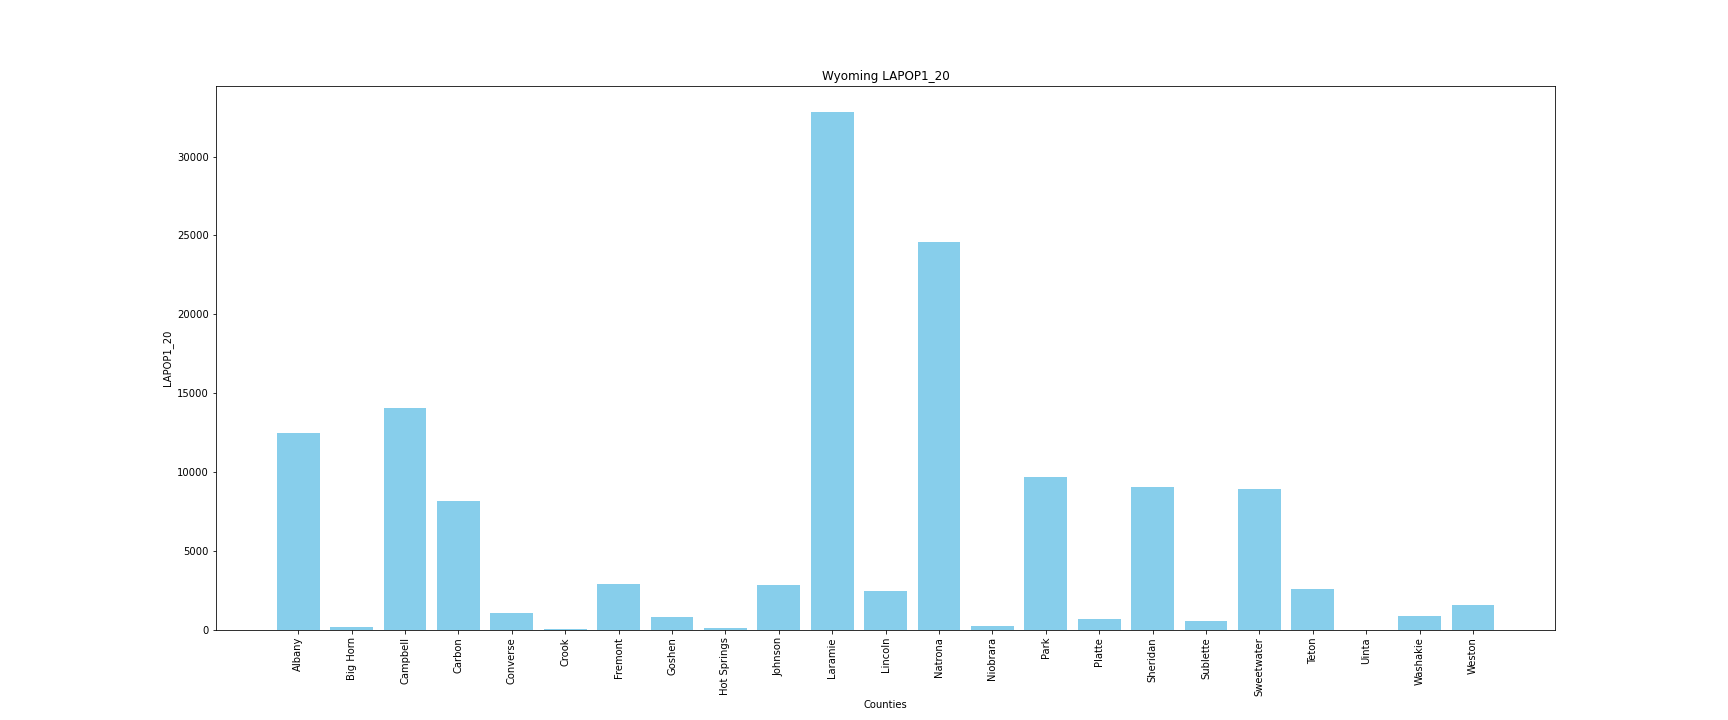 Wyoming LAPOP1_20
30000
25000
20000
15000
10000
5000
0
LAPOP1_20
Albany
Big Horn
Campbell
Carbon
Converse
Crook
Fremont
Goshen
Hot Springs
Johnson
Laramie
Lincoln
Natrona
Niobrara
Park
Platte
Sheridan
Sublette
Sweetwater
Teton
Uinta
Washakie
Weston
Counties